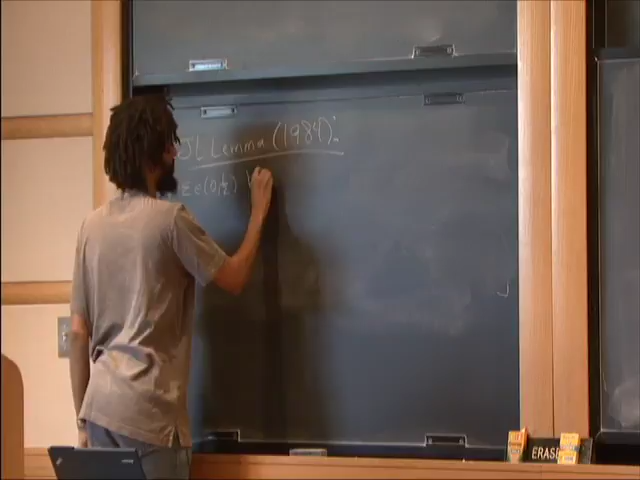 JL Lemma (1984):
ε ∈ (0, ½) ∀
ERASE